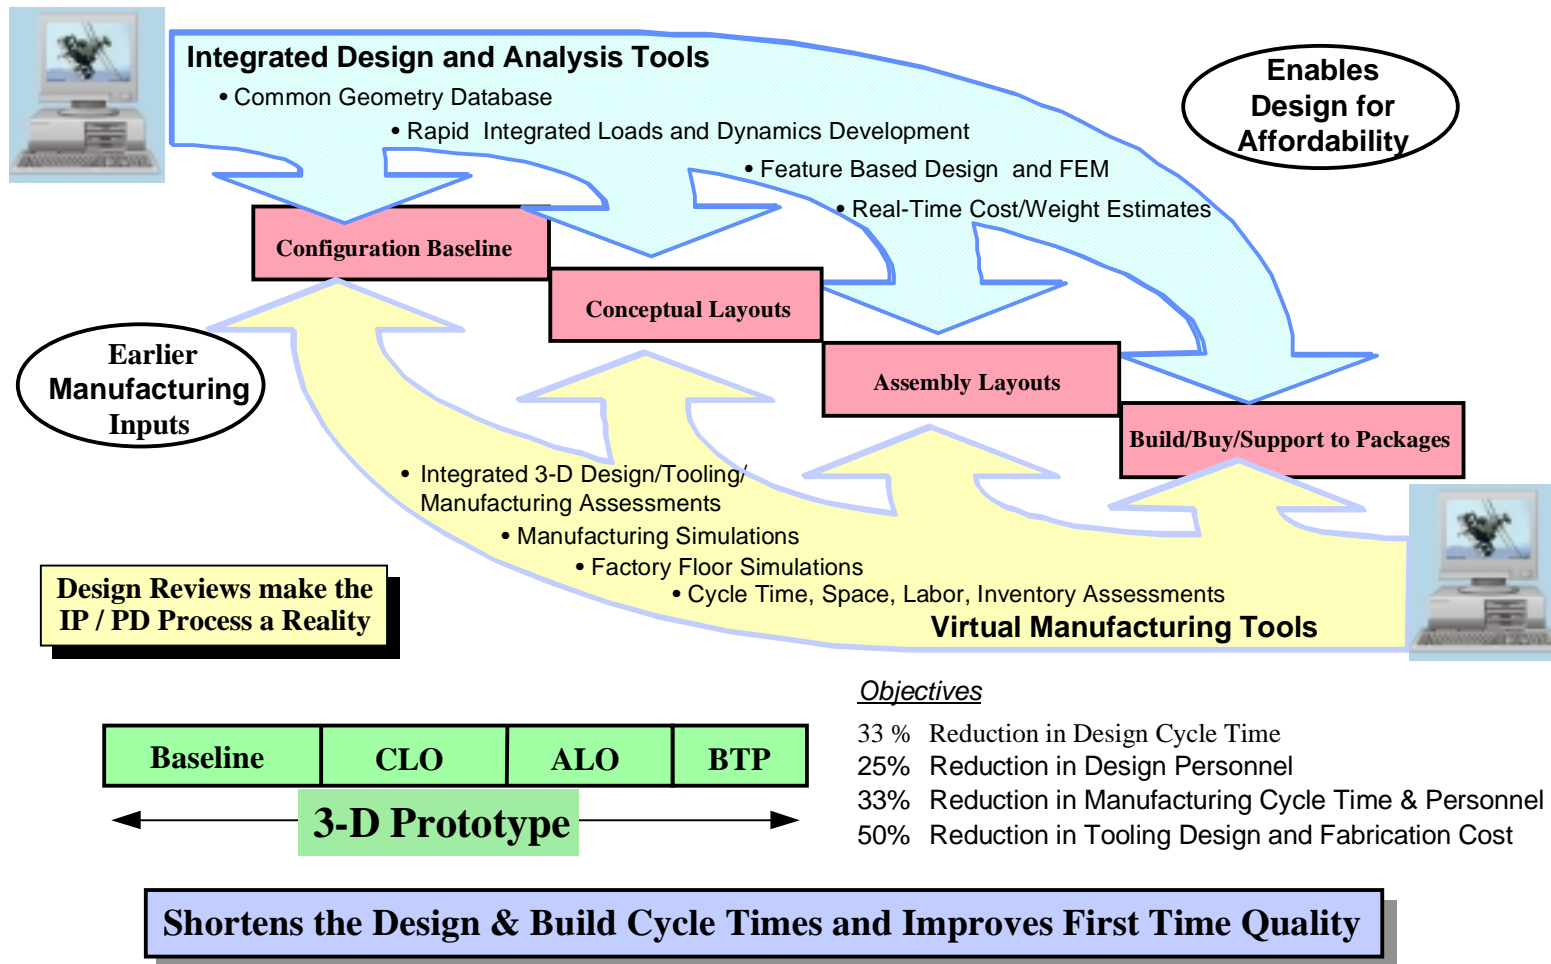 Integrated Design and Analysis Tools
• Common Geometry Database
• Rapid Integrated Loads and Dynamics Development
• Feature Based Design and FEM
• Real-Time Cost/Weight Estimates
Enables
Design for
Affordability
Configuration Baseline
Conceptual Layouts
Assembly Layouts
Build/Buy/Support to Packages
Earlier
Manufacturing
Inputs
• Integrated 3-D Design/Tooling/
Manufacturing Assessments
• Manufacturing Simulations
• Factory Floor Simulations
• Cycle Time, Space, Labor, Inventory Assessments
Virtual Manufacturing Tools
Design Reviews make the
IP / PD Process a Reality
Baseline CLO ALO BTP
3-D Prototype
Objectives
33 % Reduction in Design Cycle Time
25% Reduction in Design Personnel
33% Reduction in Manufacturing Cycle Time & Personnel
50% Reduction in Tooling Design and Fabrication Cost
Shortens the Design & Build Cycle Times and Improves First Time Quality